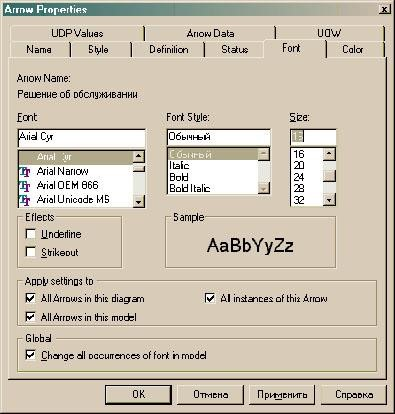 Arrow Properties
UDP Values Arrow Data UOW
Name Style Definition Status Font Color
Arrow Name:
Решение об обслуживании
Font: Font Style: Size:
Arial Cyr Обычный
Arial Cyr Обычный 16
Arial Narrow Italic 20
Arial OEM 866 Bold 24
Arial Unicode MS Bold Italic 28
32
Effects Sample
Underline
Strikeout
AaBbYyZz
Apply settings to
All Arrows in this diagram All instances of this Arrow
All Arrows in this model
Global
Change all occurrences of font in model
OK Отмена Применить Справка